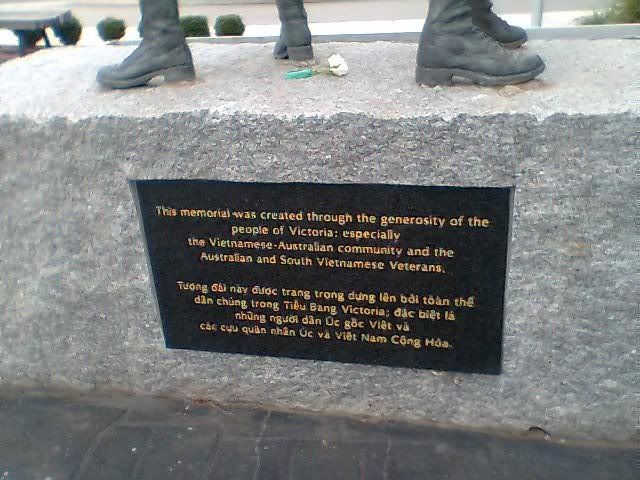 This memorial was created through the generosity of the
people of Victoria; especially
the Vietnamese-Australian community and the
Australian and South Vietnamese Veterans.
Tượng đài này được trang trọng dựng lên bởi toàn thể
dân chúng trong Tiểu Bang Victoria; đặc biệt là
những người dân Úc gốc Việt và
các cựu quân nhân Úc và Việt Nam Cộng Hòa.